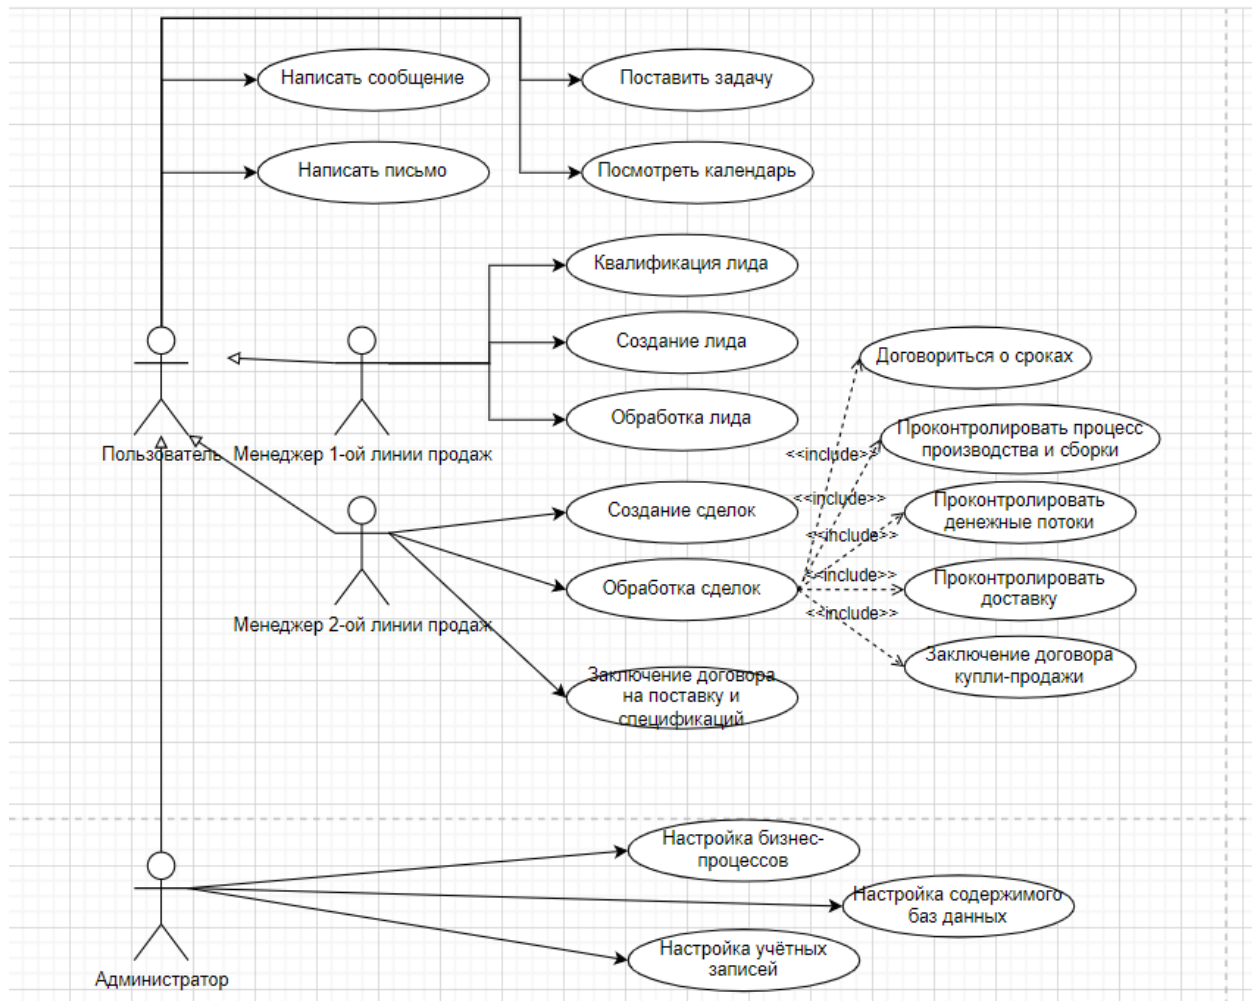 Написать сообщение
Поставить задачу
Написать письмо
Посмотреть календарь
Квалификация лида
Создание лида
Обработка лида
Пользователь
Менеджер 1-ой линии продаж
Договориться о сроках
Проконтролировать процесс
производства и сборки
<<include>>
<<include>>
<<include>>
<<include>>
<<include>>
Создание сделок
Проконтролировать
денежные потоки
Обработка сделок
Проконтролировать
доставку
Менеджер 2-ой линии продаж
Заключение договора
на поставку и
спецификаций
Заключение договора
купли-продажи
Настройка бизнес-
процессов
Настройка содержимого
баз данных
Настройка учётных
записей
Администратор